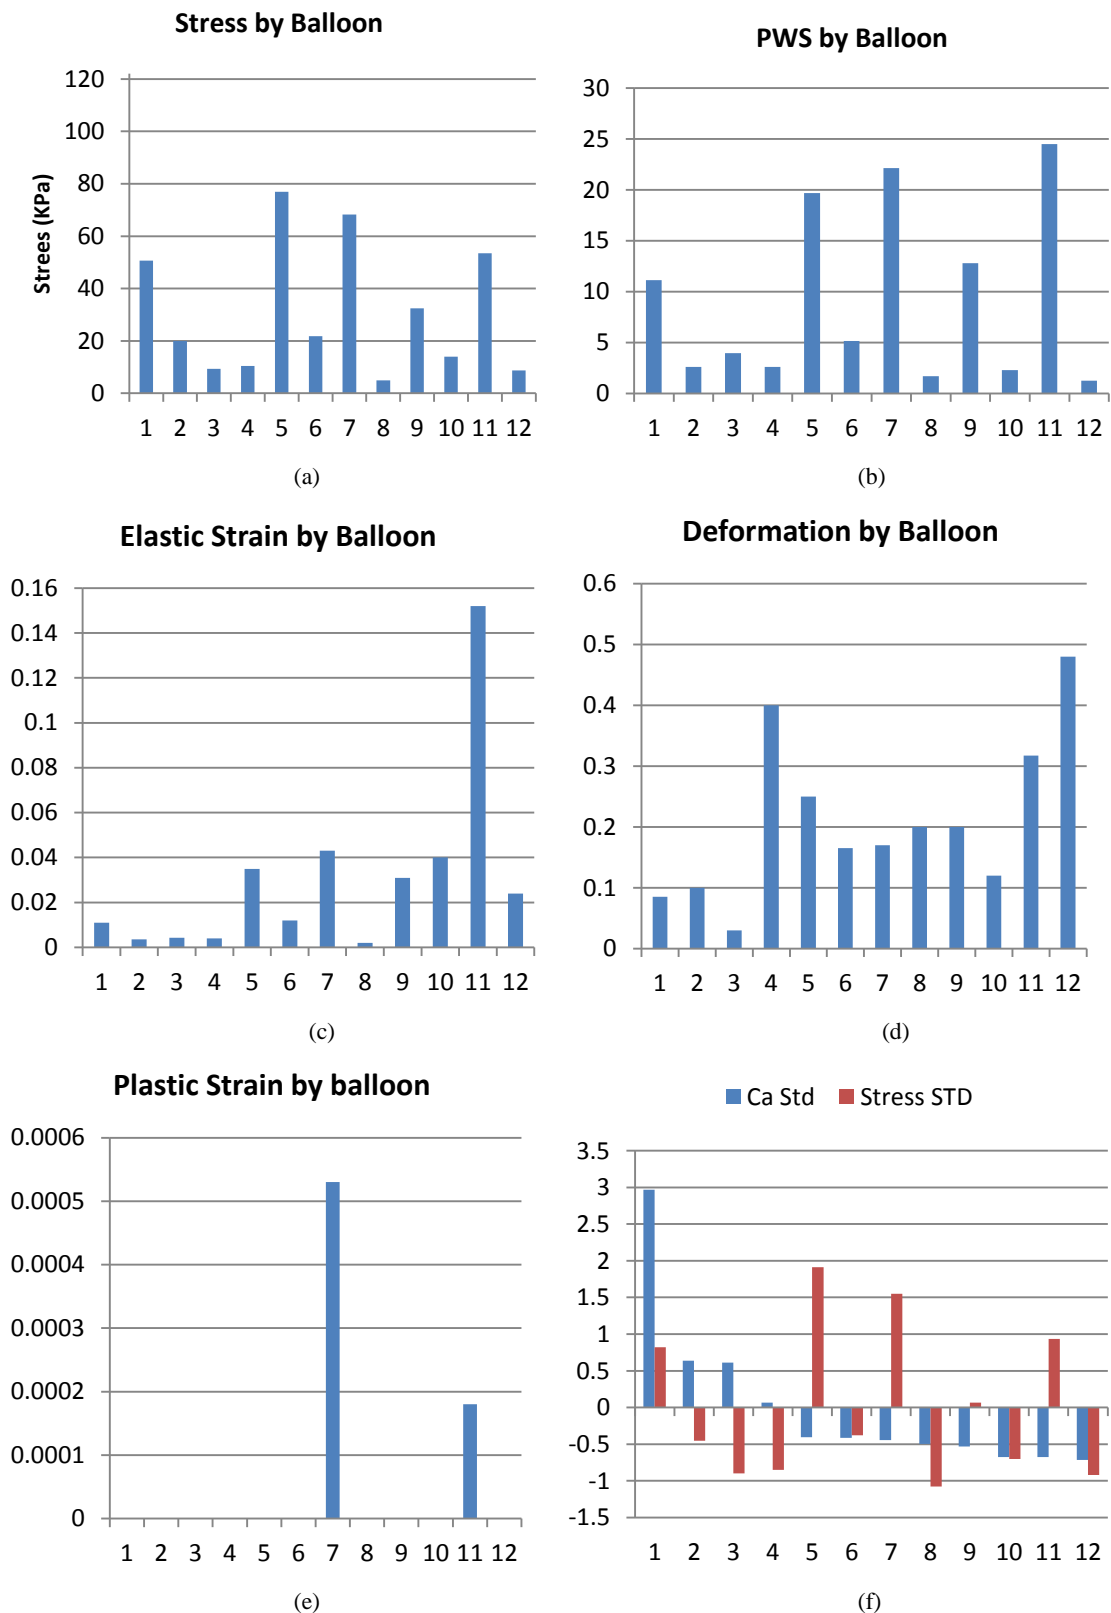 Stress by Balloon
Strees (KPa)
120
100
80
60
40
20
0
1 2 3 4 5 6 7 8 9 10 11 12
(a)
PWS by Balloon
30
25
20
15
10
5
0
1 2 3 4 5 6 7 8 9 10 11 12
(b)
Elastic Strain by Balloon
0.16
0.14
0.12
0.1
0.08
0.06
0.04
0.02
0
1 2 3 4 5 6 7 8 9 10 11 12
(c)
Deformation by Balloon
0.6
0.5
0.4
0.3
0.2
0.1
0
1 2 3 4 5 6 7 8 9 10 11 12
(d)
Plastic Strain by balloon
0.0006
0.0005
0.0004
0.0003
0.0002
0.0001
0
1 2 3 4 5 6 7 8 9 10 11 12
(e)
Ca Std Stress STD
3.5
3
2.5
2
1.5
1
0.5
0
-0.5
-1
-1.5
1 2 3 4 5 6 7 8 9 10 11 12
(f)